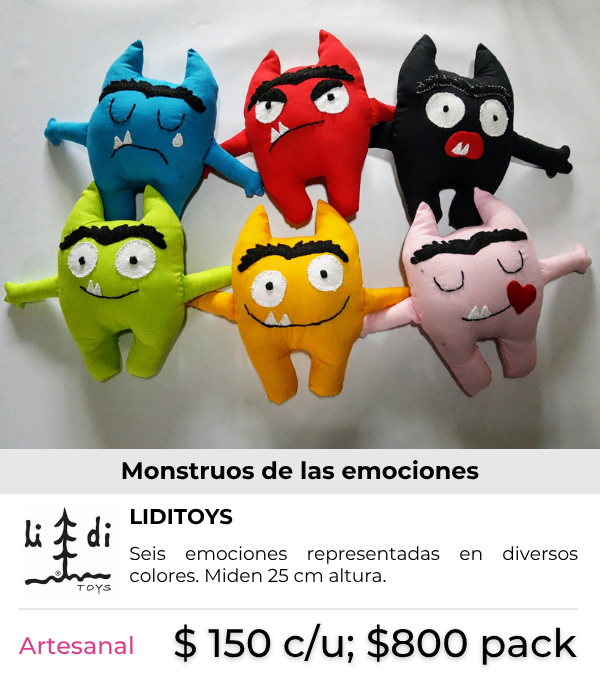 Monstruos de las emociones
li di
TOYS
LIDITOYS
Seis emociones representadas en diversos
colores. Miden 25 cm altura.
Artesanal
$ 150 c/u; $800 pack